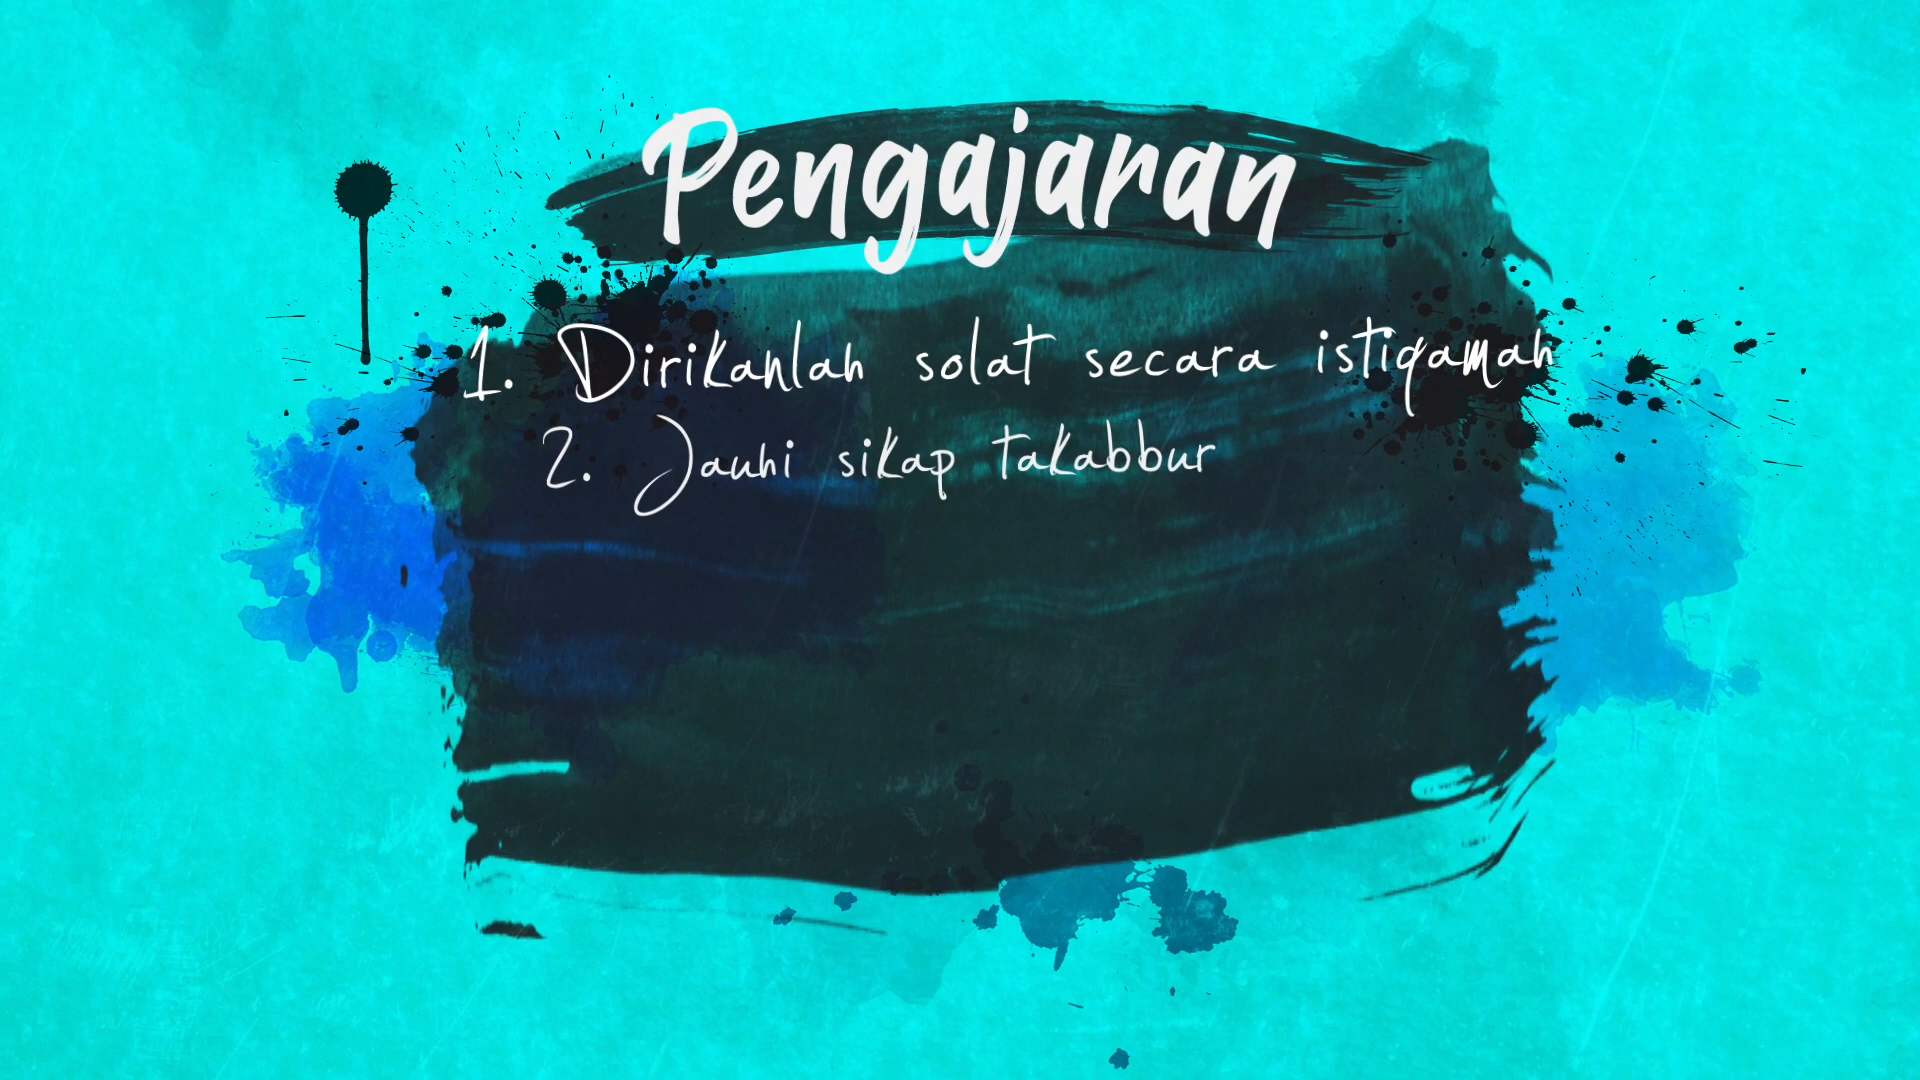 Pengajaran
1. Dirikanlah solat secara istiqamah
2. Jauhi sikap takabbur